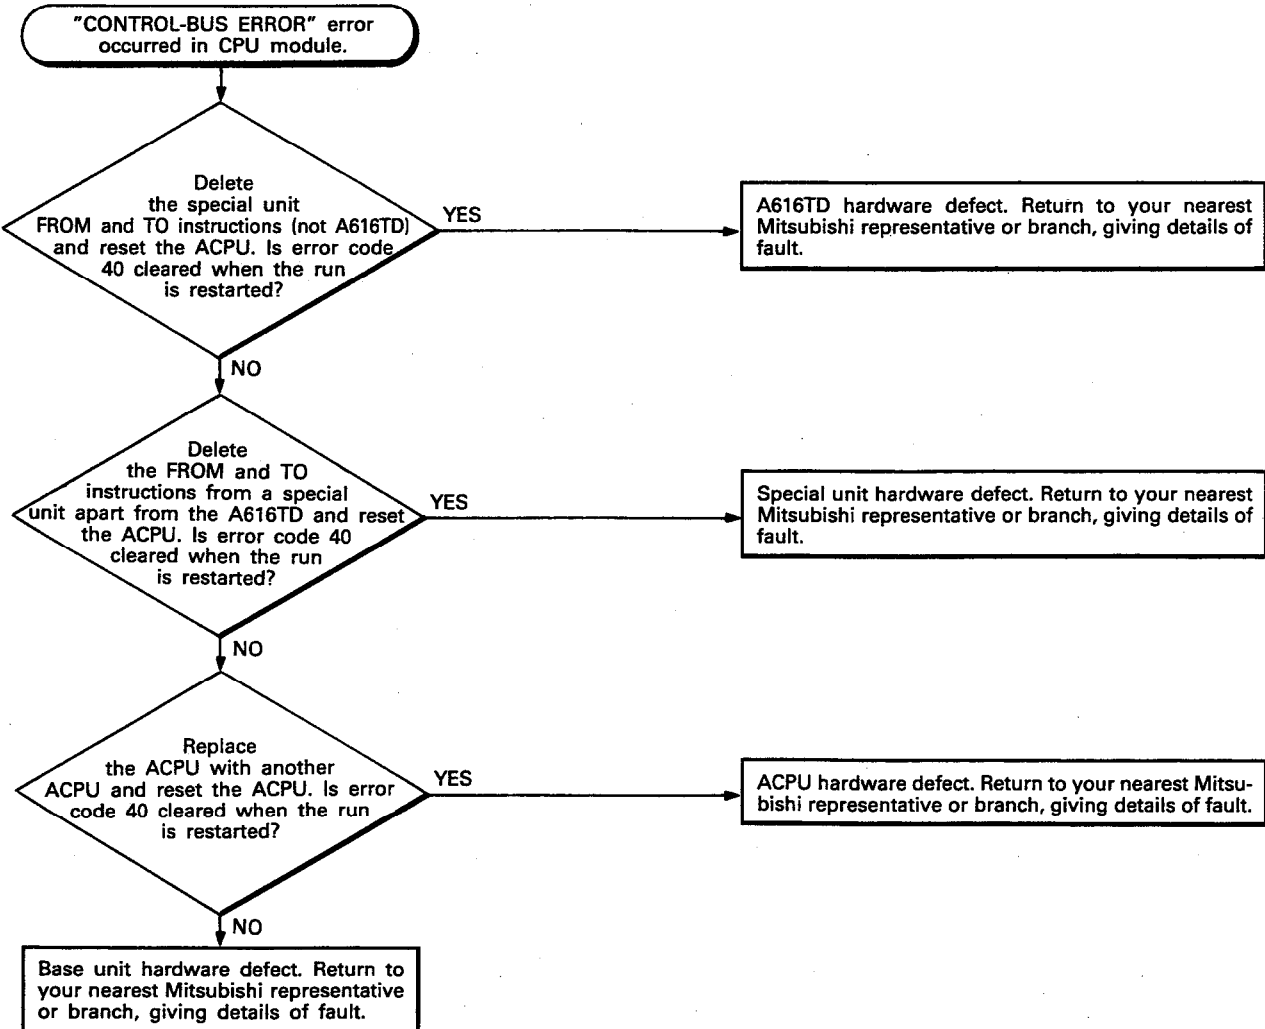 "CONTROL-BUS ERROR" error
occurred in CPU module.
Delete
the special unit
FROM and TO instructions (not A616TD)
and reset the ACPU. Is error code
40 cleared when the run
is restarted?
YES
A616TD hardware defect. Return to your nearest
Mitsubishi representative or branch, giving details of
fault.
NO
Delete
the FROM and TO
instructions from a special
unit apart from the A616TD and reset
the ACPU. Is error code 40
cleared when the run
is restarted?
YES
Special unit hardware defect. Return to your nearest
Mitsubishi representative or branch, giving details of
fault.
NO
Replace
the ACPU with another
ACPU and reset the ACPU. Is error
code 40 cleared when the run
is restarted?
YES
ACPU hardware defect. Return to your nearest Mitsu-
bishi representative or branch, giving details of fault.
NO
Base unit hardware defect. Return to
your nearest Mitsubishi representative
or branch, giving details of fault.